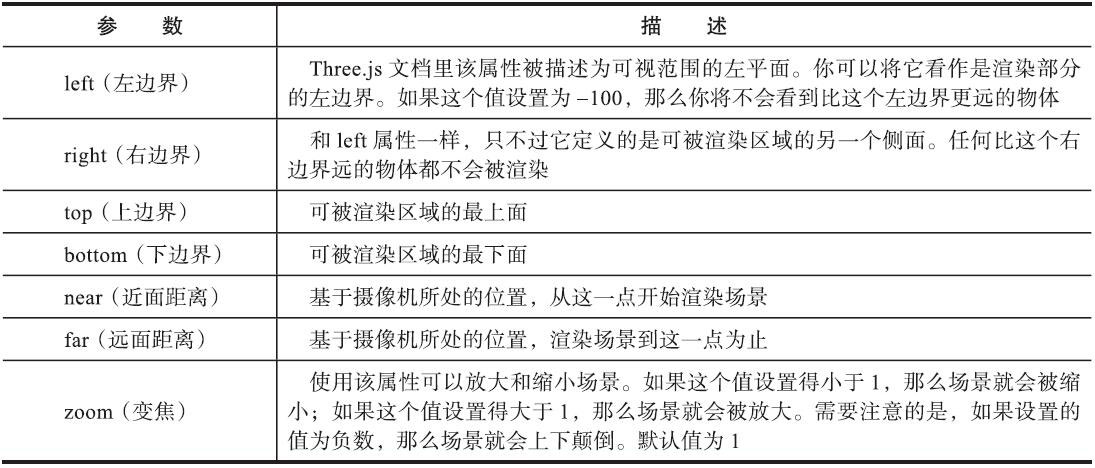 参 数 描 述
left（左边界） Three.js 文档里该属性被描述为可视范围的左平面。你可以将它看作是渲染部分
的左边界。如果这个值设置为 –100，那么你将不会看到比这个左边界更远的物体
right（右边界） 和 left 属性一样，只不过它定义的是可被渲染区域的另一个侧面。任何比这个右
边界远的物体都不会被渲染
top（上边界） 可被渲染区域的最上面
bottom（下边界） 可被渲染区域的最下面
near（近面距离） 基于摄像机所处的位置，从这一点开始渲染场景
far（远面距离） 基于摄像机所处的位置，渲染场景到这一点为止
zoom（变焦） 使用该属性可以放大和缩小场景。如果这个值设置得小于 1，那么场景就会被缩
小；如果这个值设置得大于 1，那么场景就会被放大。需要注意的是，如果设置的
值为负数，那么场景就会上下颠倒。默认值为 1